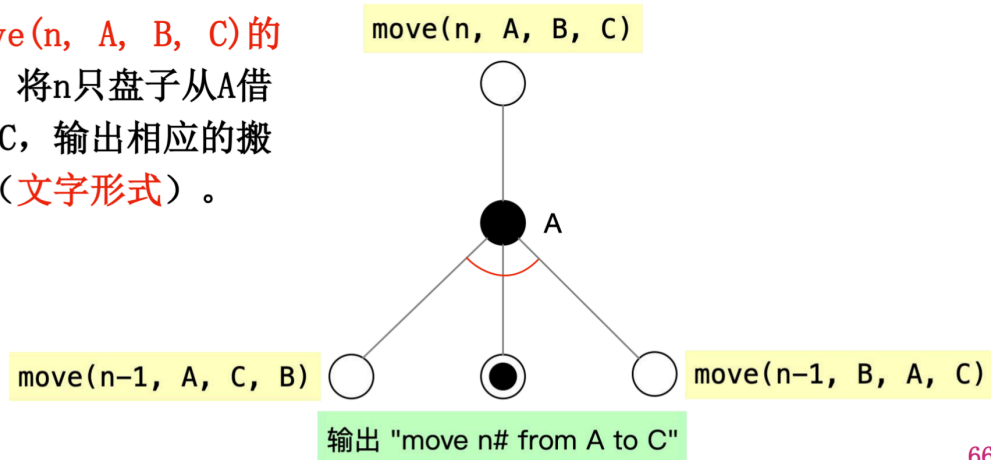 move(n, A, B, C)
ve(n, A, B, C)的
将n只盘子从A借
C，输出相应的搬
（文字形式）。
A
move(n-1, A, C, B)
move(n-1, B, A, C)
输出 "move n# from A to C"
66